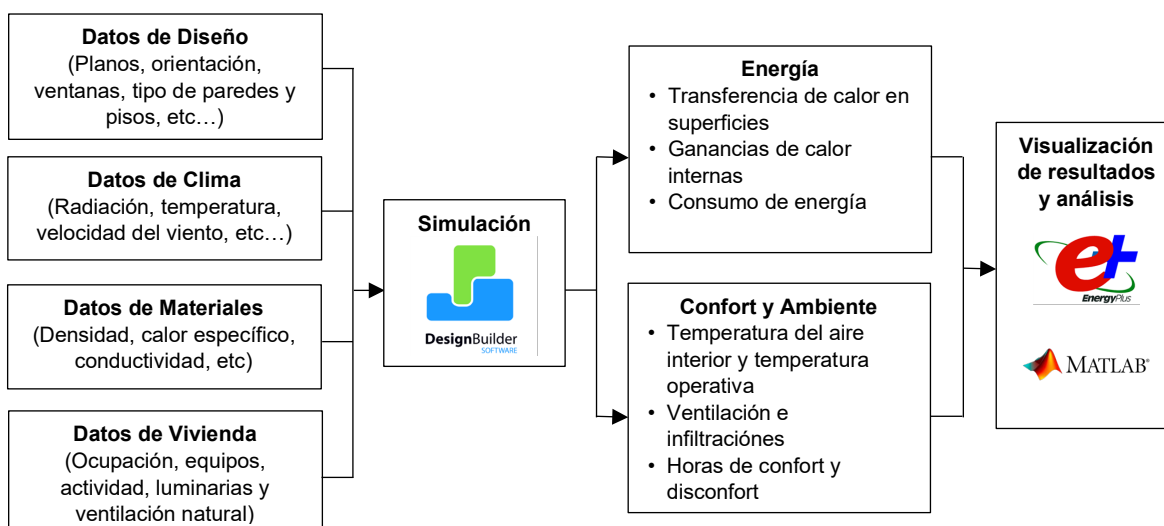 Datos de Diseño
(Planos, orientación,
ventanas, tipo de paredes y
pisos, etc…)
Datos de Clima
(Radiación, temperatura,
velocidad del viento, etc…)
Datos de Materiales
(Densidad, calor específico,
conductividad, etc)
Datos de Vivienda
(Ocupación, equipos,
actividad, luminarias y
ventilación natural)
Simulación
DesignBuilder
SOFTWARE
Energía
• Transferencia de calor en
superficies
• Ganancias de calor
internas
• Consumo de energía
Confort y Ambiente
• Temperatura del aire
interior y temperatura
operativa
• Ventilación e
infiltraciónes
• Horas de confort y
disconfort
Visualización
de resultados
y análisis
e+
EnergyPlus
MATLAB®